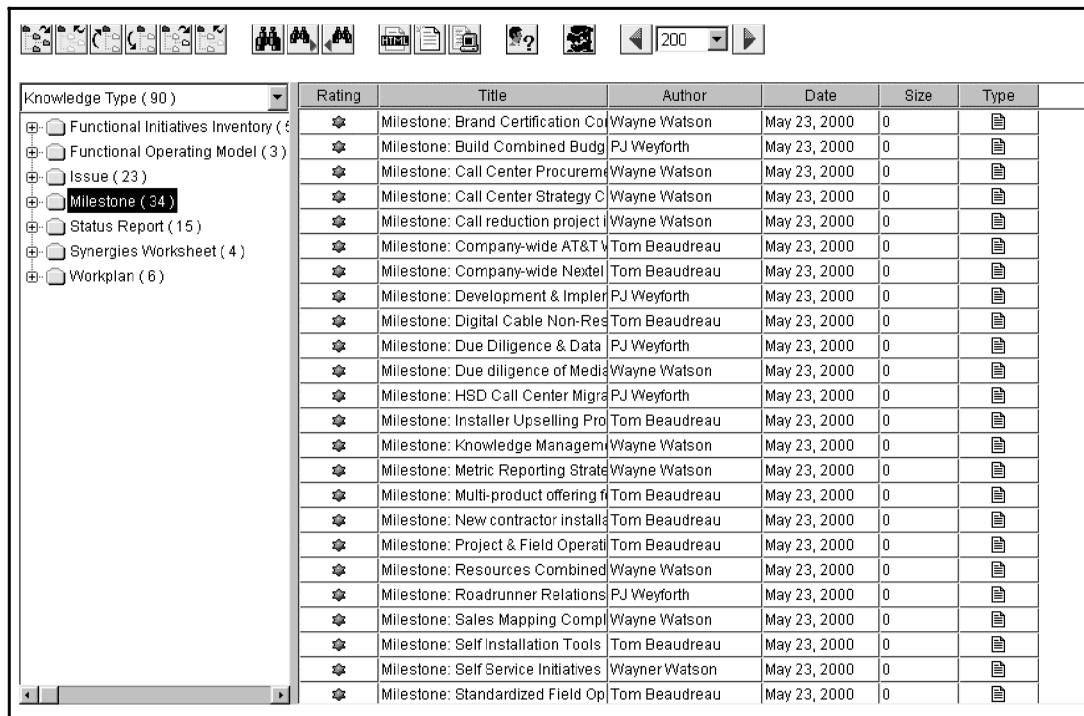 HTML
?
200
Knowledge Type ( 90 )
Functional Initiatives Inventory (
Functional Operating Model ( 3 )
Issue ( 23 )
Milestone ( 34 )
Status Report ( 15 )
Synergies Worksheet ( 4 )
Workplan ( 6 )
Rating Title Author Date Size Type
Milestone: Brand Certification Co Wayne Watson May 23, 2000 0
Milestone: Build Combined Budg PJ Weyforth May 23, 2000 0
Milestone: Call Center Procureme Wayne Watson May 23, 2000 0
Milestone: Call Center Strategy C Wayne Watson May 23, 2000 0
Milestone: Call reduction project i Wayne Watson May 23, 2000 0
Milestone: Company-wide AT&T Tom Beaudreau May 23, 2000 0
Milestone: Company-wide Nextel Tom Beaudreau May 23, 2000 0
Milestone: Development & Implem PJ Weyforth May 23, 2000 0
Milestone: Digital Cable Non-Res Tom Beaudreau May 23, 2000 0
Milestone: Due Diligence & Data PJ Weyforth May 23, 2000 0
Milestone: Due diligence of Media Wayne Watson May 23, 2000 0
Milestone: HSD Call Center Migra PJ Weyforth May 23, 2000 0
Milestone: Installer Upselling Pro Tom Beaudreau May 23, 2000 0
Milestone: Knowledge Managem Wayne Watson May 23, 2000 0
Milestone: Metric Reporting Strate Wayne Watson May 23, 2000 0
Milestone: Multi-product offering f Tom Beaudreau May 23, 2000 0
Milestone: New contractor installa Tom Beaudreau May 23, 2000 0
Milestone: Project & Field Operati Tom Beaudreau May 23, 2000 0
Milestone: Resources Combined Wayne Watson May 23, 2000 0
Milestone: Roadrunner Relations PJ Weyforth May 23, 2000 0
Milestone: Sales Mapping Compl Wayne Watson May 23, 2000 0
Milestone: Self Installation Tools Tom Beaudreau May 23, 2000 0
Milestone: Self Service Initiatives Wayner Watson May 23, 2000 0
Milestone: Standardized Field Op Tom Beaudreau May 23, 2000 0